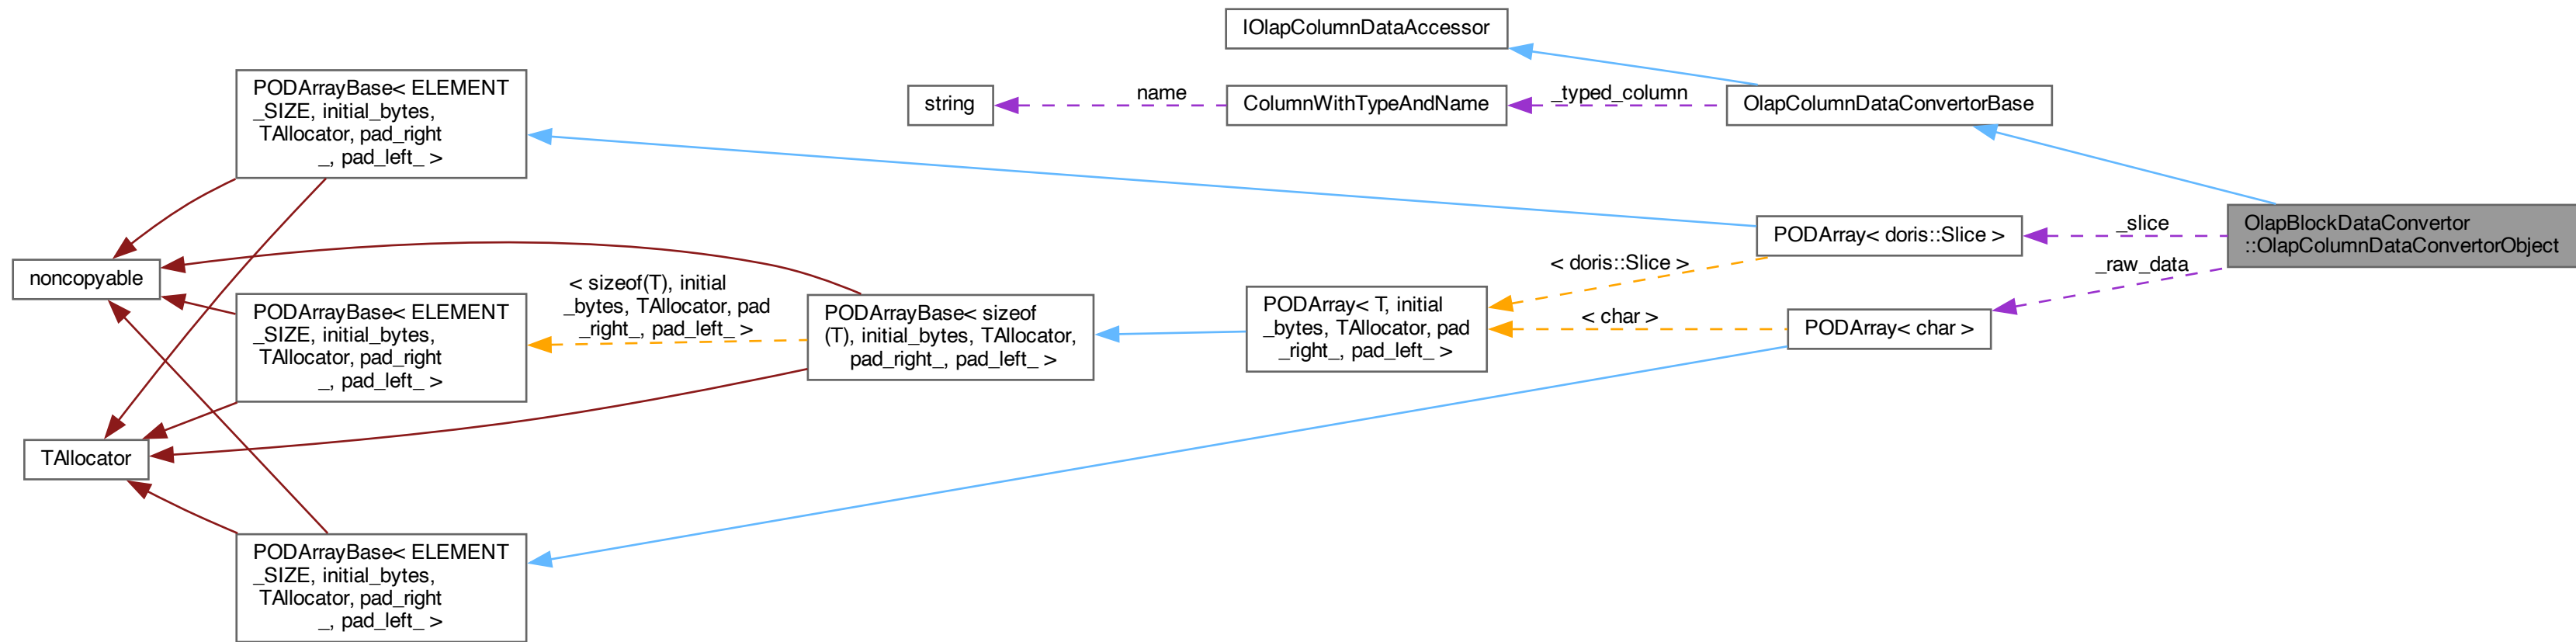 IOlapColumnDataAccessor
PODArrayBase< ELEMENT
_SIZE, initial_bytes,
TAllocator, pad_right
_, pad_left_ >
string
name
ColumnWithTypeAndName
_typed_column
OlapColumnDataConvertorBase
noncopyable
PODArrayBase< ELEMENT
_SIZE, initial_bytes,
TAllocator, pad_right
_, pad_left_ >
< sizeof(T), initial
_bytes, TAllocator, pad
_right_, pad_left_ >
PODArrayBase< sizeof
(T), initial_bytes, TAllocator,
pad_right_, pad_left_ >
PODArray< T, initial
_bytes, TAllocator, pad
_right_, pad_left_ >
< doris::Slice >
< char >
PODArray< doris::Slice >
PODArray< char >
_slice
_raw_data
OlapBlockDataConvertor
::OlapColumnDataConvertorObject
TAllocator
PODArrayBase< ELEMENT
_SIZE, initial_bytes,
TAllocator, pad_right
_, pad_left_ >